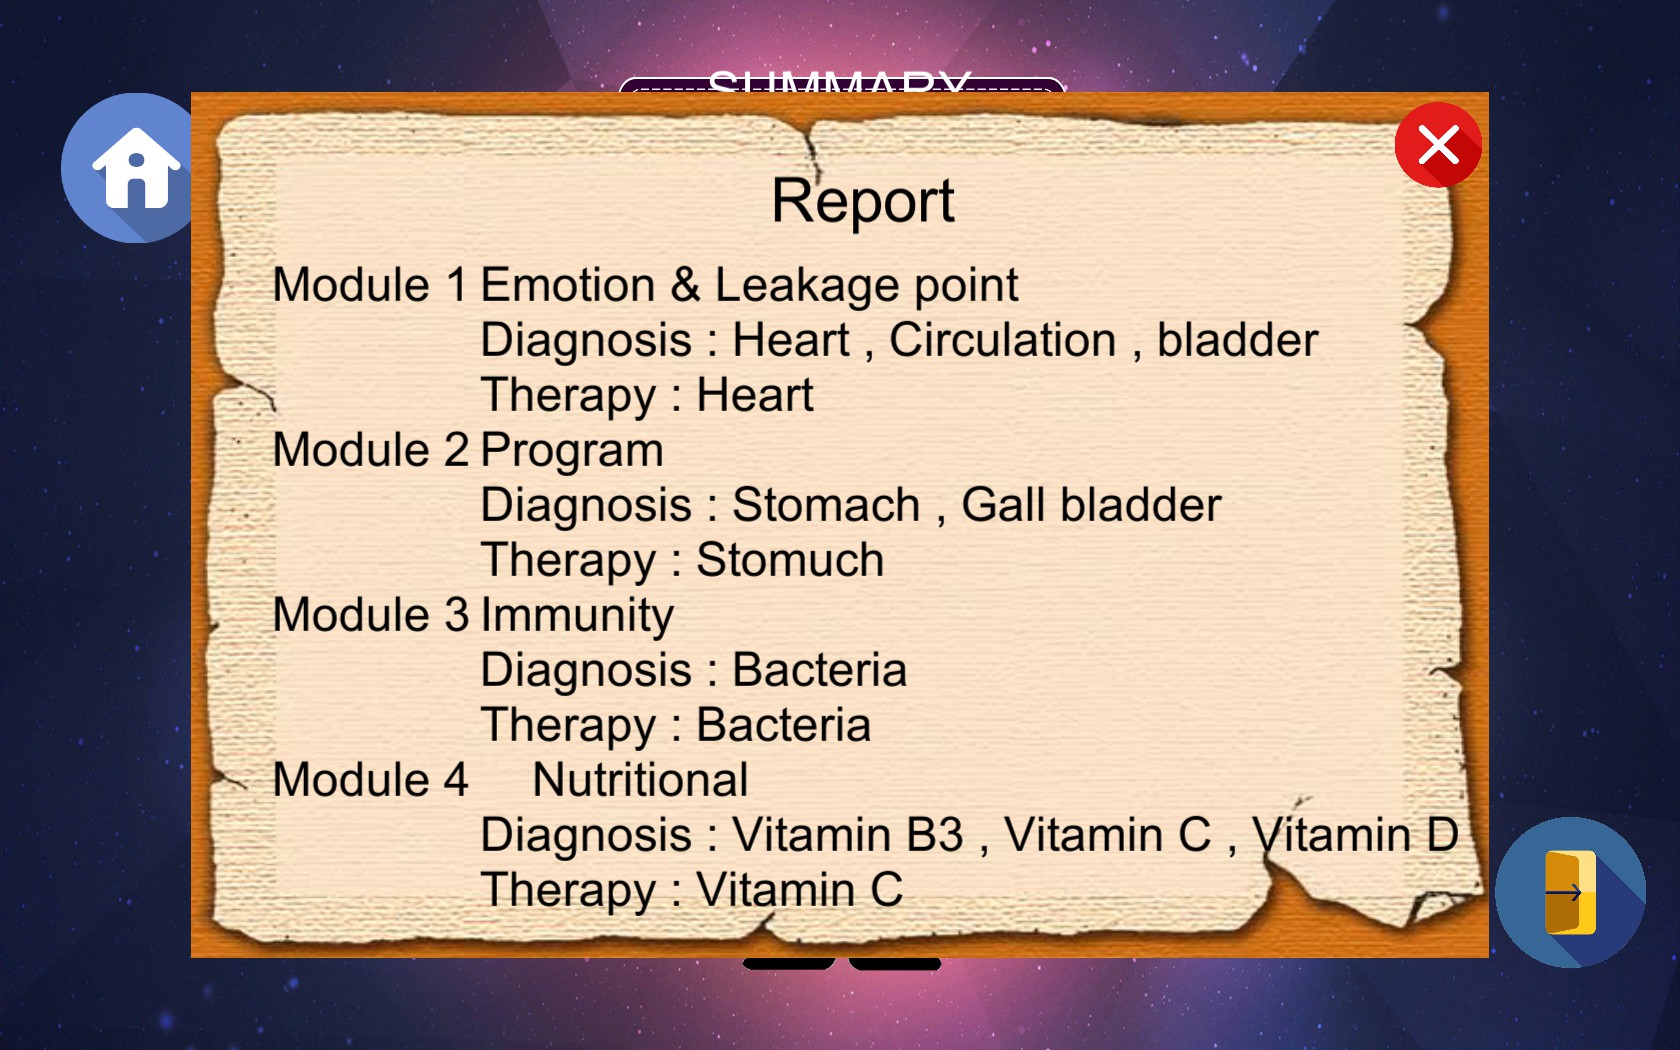 SUMMARY
Report
Module 1 Emotion & Leakage point
Diagnosis : Heart , Circulation , bladder
Therapy : Heart
Module 2 Program
Diagnosis : Stomach , Gall bladder
Therapy : Stomuch
Module 3 Immunity
Diagnosis : Bacteria
Therapy : Bacteria
Module 4 Nutritional
Diagnosis : Vitamin B3 , Vitamin C , Vitamin D
Therapy : Vitamin C